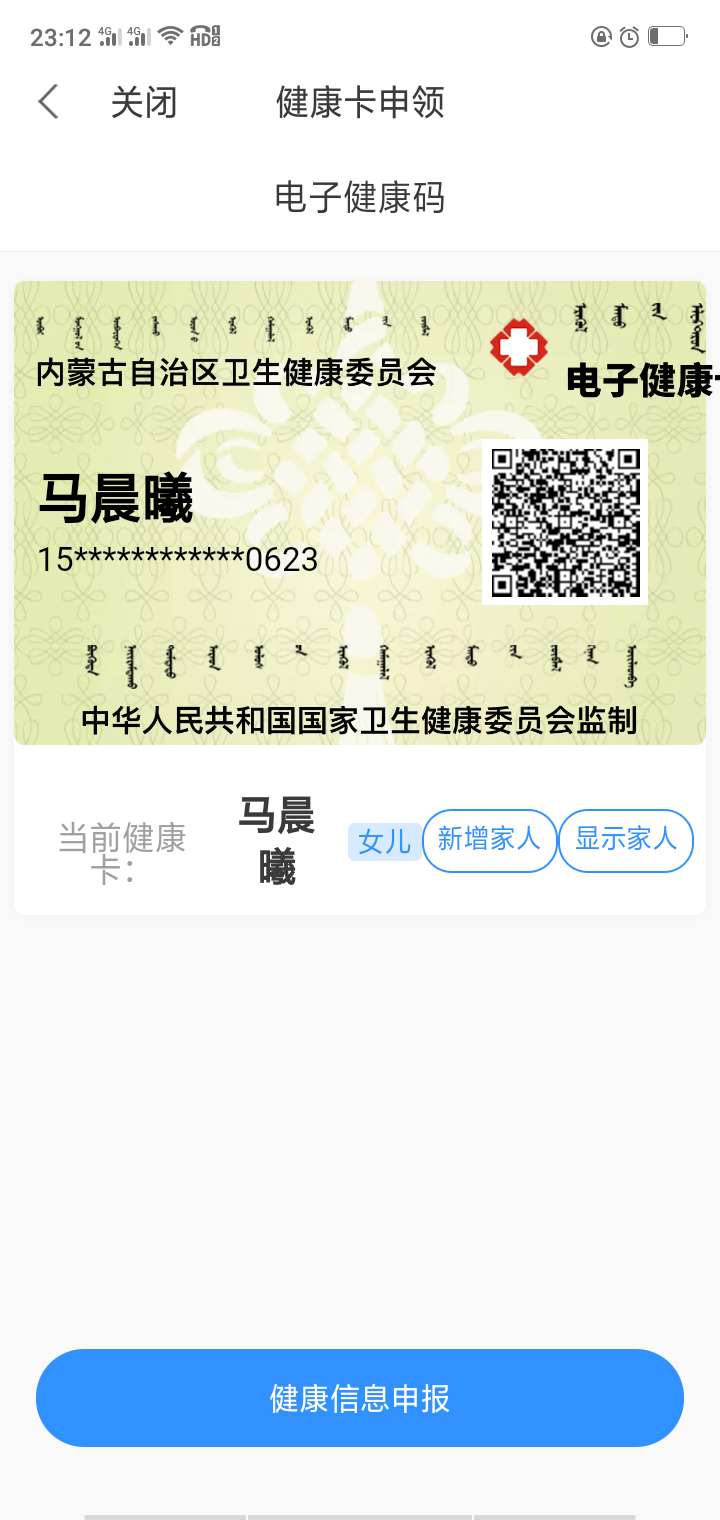 23:12 4G 4G HD 1 2
关闭 健康卡申领
电子健康码
内蒙古自治区卫生健康委员会
电子健康
马晨曦
15************0623
中华人民共和国国家卫生健康委员会监制
当前健康
卡：
马晨
曦
女儿
新增家人
显示家人
健康信息申报